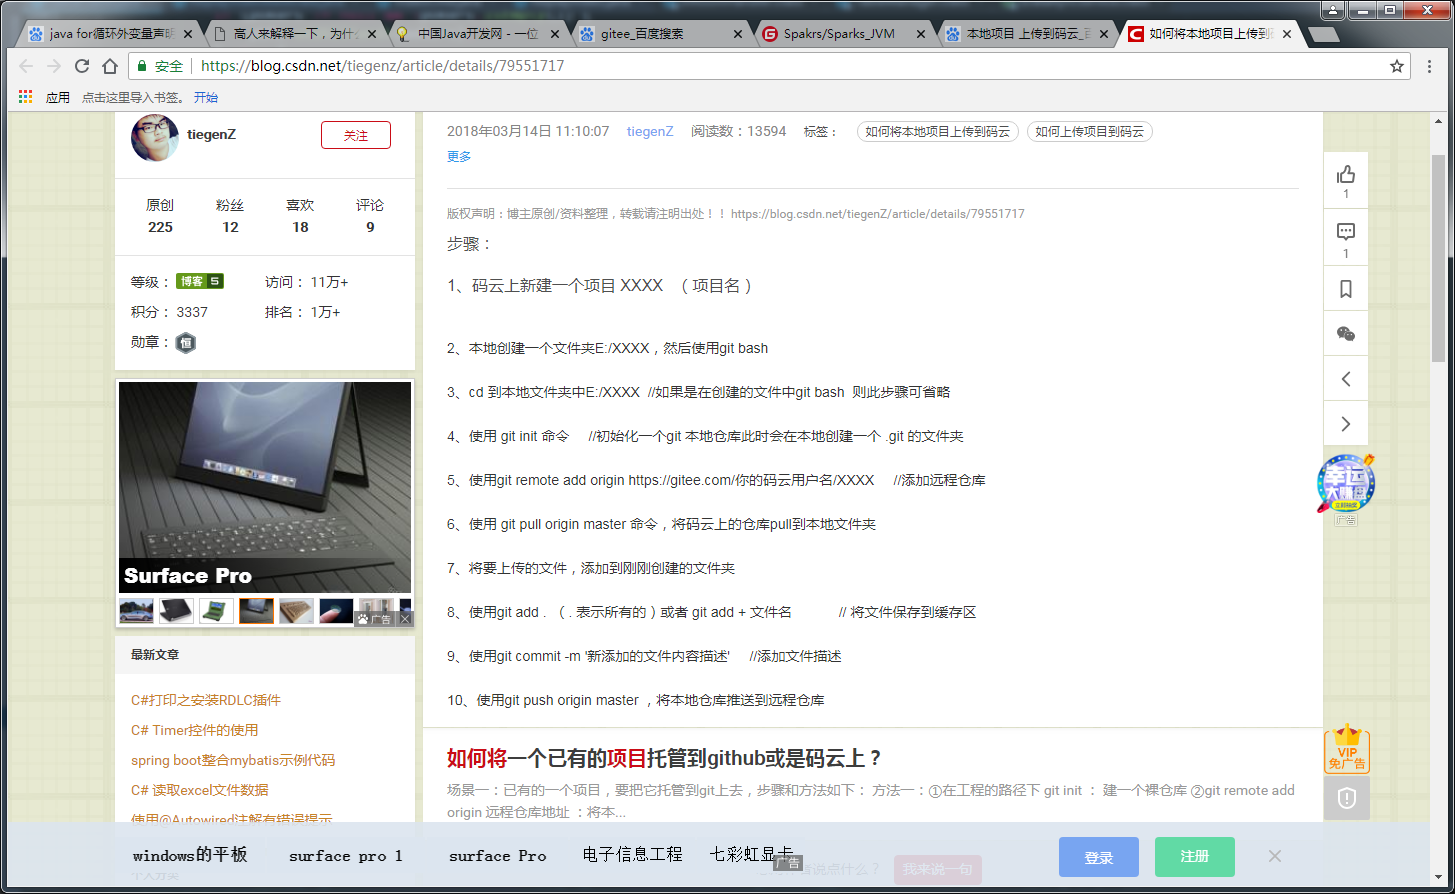 java for循环外变量声明
高人来解释一下，为什么
中国Java开发网 - 一位
gitee_百度搜索
Spakrs/Sparks_JVM
本地项目 上传到码云_百
如何将本地项目上传到码
安全
https://blog.csdn.net/tiegenz/article/details/79551717
应用 点击这里导入书签。 开始
tiegenZ
关注
原创 粉丝 喜欢 评论
225 12 18 9
等级： 博客 5 访问： 11万+
积分： 3337 排名： 1万+
勋章： 恒
Surface Pro
广告
最新文章
C#打印之安装RDLC插件
C# Timer控件的使用
spring boot整合mybatis示例代码
C# 读取excel文件数据
使用@Autowired注解有错误提示
2018年03月14日 11:10:07 tiegenZ 阅读数：13594 标签： 如何将本地项目上传到码云 如何上传项目到码云
更多
版权声明：博主原创/资料整理，转载请注明出处！！ https://blog.csdn.net/tiegenZ/article/details/79551717
步骤：
1、码云上新建一个项目 XXXX （项目名）
2、本地创建一个文件夹E:/XXXX，然后使用git bash
3、cd 到本地文件夹中E:/XXXX //如果是在创建的文件中git bash 则此步骤可省略
4、使用 git init 命令 //初始化一个git 本地仓库此时会在本地创建一个 .git 的文件夹
5、使用git remote add origin https://gitee.com/你的码云用户名/XXXX //添加远程仓库
6、使用 git pull origin master 命令，将码云上的仓库pull到本地文件夹
7、将要上传的文件，添加到刚刚创建的文件夹
8、使用git add . （. 表示所有的）或者 git add + 文件名 // 将文件保存到缓存区
9、使用git commit -m '新添加的文件内容描述' //添加文件描述
10、使用git push origin master ，将本地仓库推送到远程仓库
如何将一个已有的项目托管到github或是码云上？
场景一：已有的一个项目，要把它托管到git上去，步骤和方法如下： 方法一：①在工程的路径下 git init ： 建一个裸仓库 ②git remote add
origin 远程仓库地址 ：将本...
1
1
幸运
大转盘
立即抽奖
广告
VIP
免广告
windows的平板 surface pro 1 surface Pro 电子信息工程 七彩虹显卡
广告
说点什么？ 我来说一句
登录 注册
个人分类